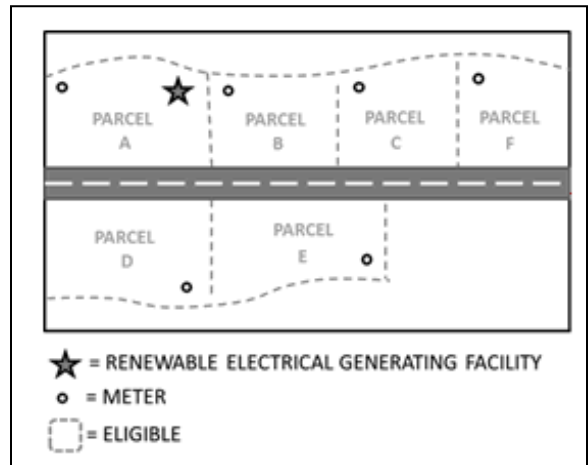 PARCEL
A
PARCEL
B
PARCEL
C
PARCEL
F
PARCEL
D
PARCEL
E
= RENEWABLE ELECTRICAL GENERATING FACILITY
= METER
= ELIGIBLE